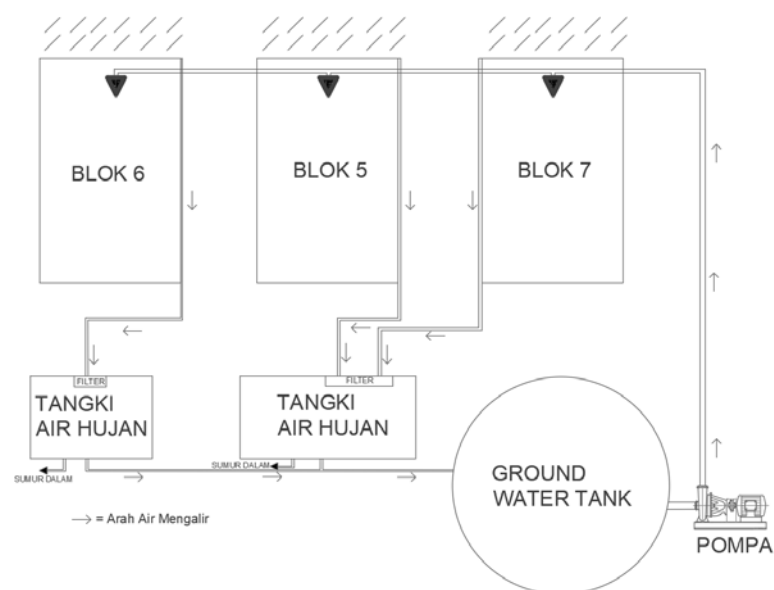 BLOK 6
BLOK 5
BLOK 7
FILTER
FILTER
TANGKI
AIR HUJAN
TANGKI
AIR HUJAN
SUMUR DALAM
SUMUR DALAM
GROUND
WATER TANK
POMPA
= Arah Air Mengalir